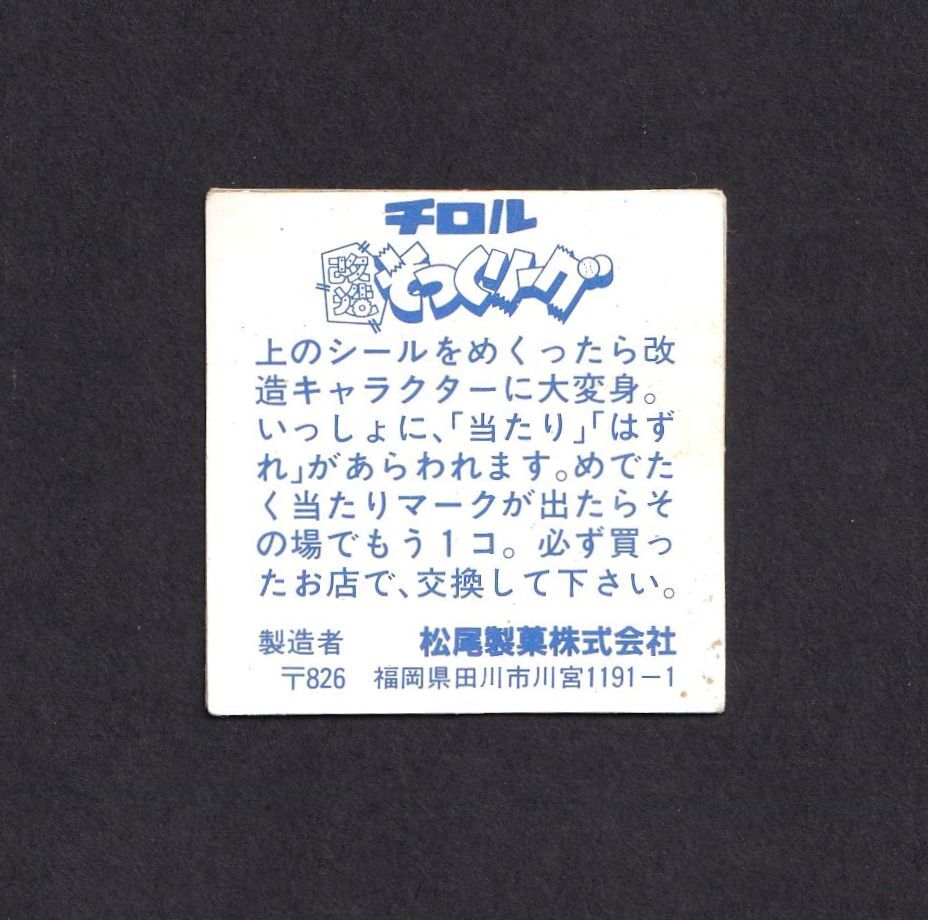 チロル
改造そっくリーグ
上のシールをめくったら改
造キャラクターに大変身。
いっしょに、「当たり」「はず
れ」があらわれます。めでた
く当たりマークが出たらそ
の場でもう1コ。必ず買っ
たお店で、交換して下さい。
製造者 松尾製菓株式会社
〒826 福岡県田川市川宮1191−1